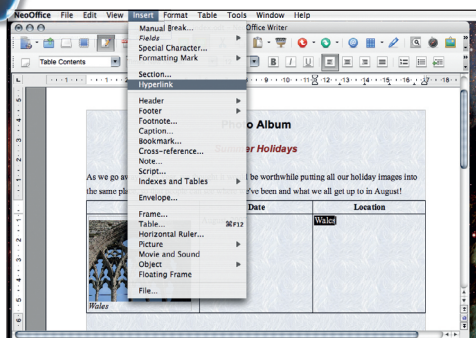 NeoOffice File Edit View Insert Format Table Tools Window Help
Office Writer
Table Contents
B I U
Manual Break...
Fields
Special Character...
Formatting Mark
Section...
Hyperlink
Header
Footer
Footnote...
Caption...
Bookmark...
Cross-reference...
Note...
Script...
Indexes and Tables
Envelope...
Frame...
Table... ⌘F12
Horizontal Ruler...
Picture
Movie and Sound
Object
Floating Frame
File...
Photo Album
Holidays
As we go be worthwhile putting all our holiday images into
the same 've been and what we all get up to in August!
Date Location
Wales
Wales